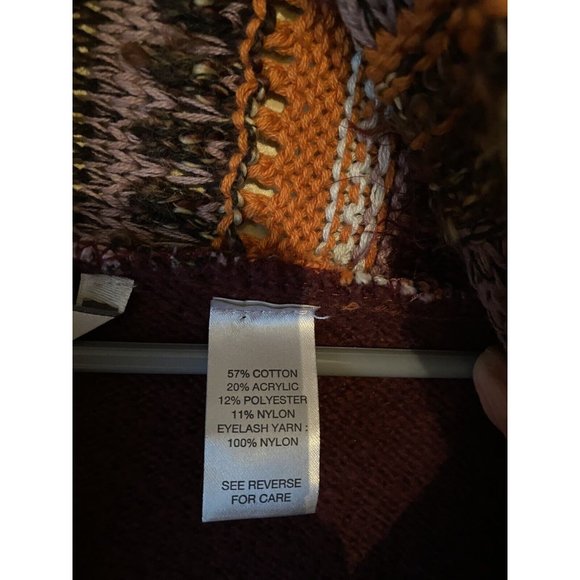 57% COTTON
20% ACRYLIC
12% POLYESTER
11% NYLON
EYELASH YARN :
100% NYLON
SEE REVERSE
FOR CARE